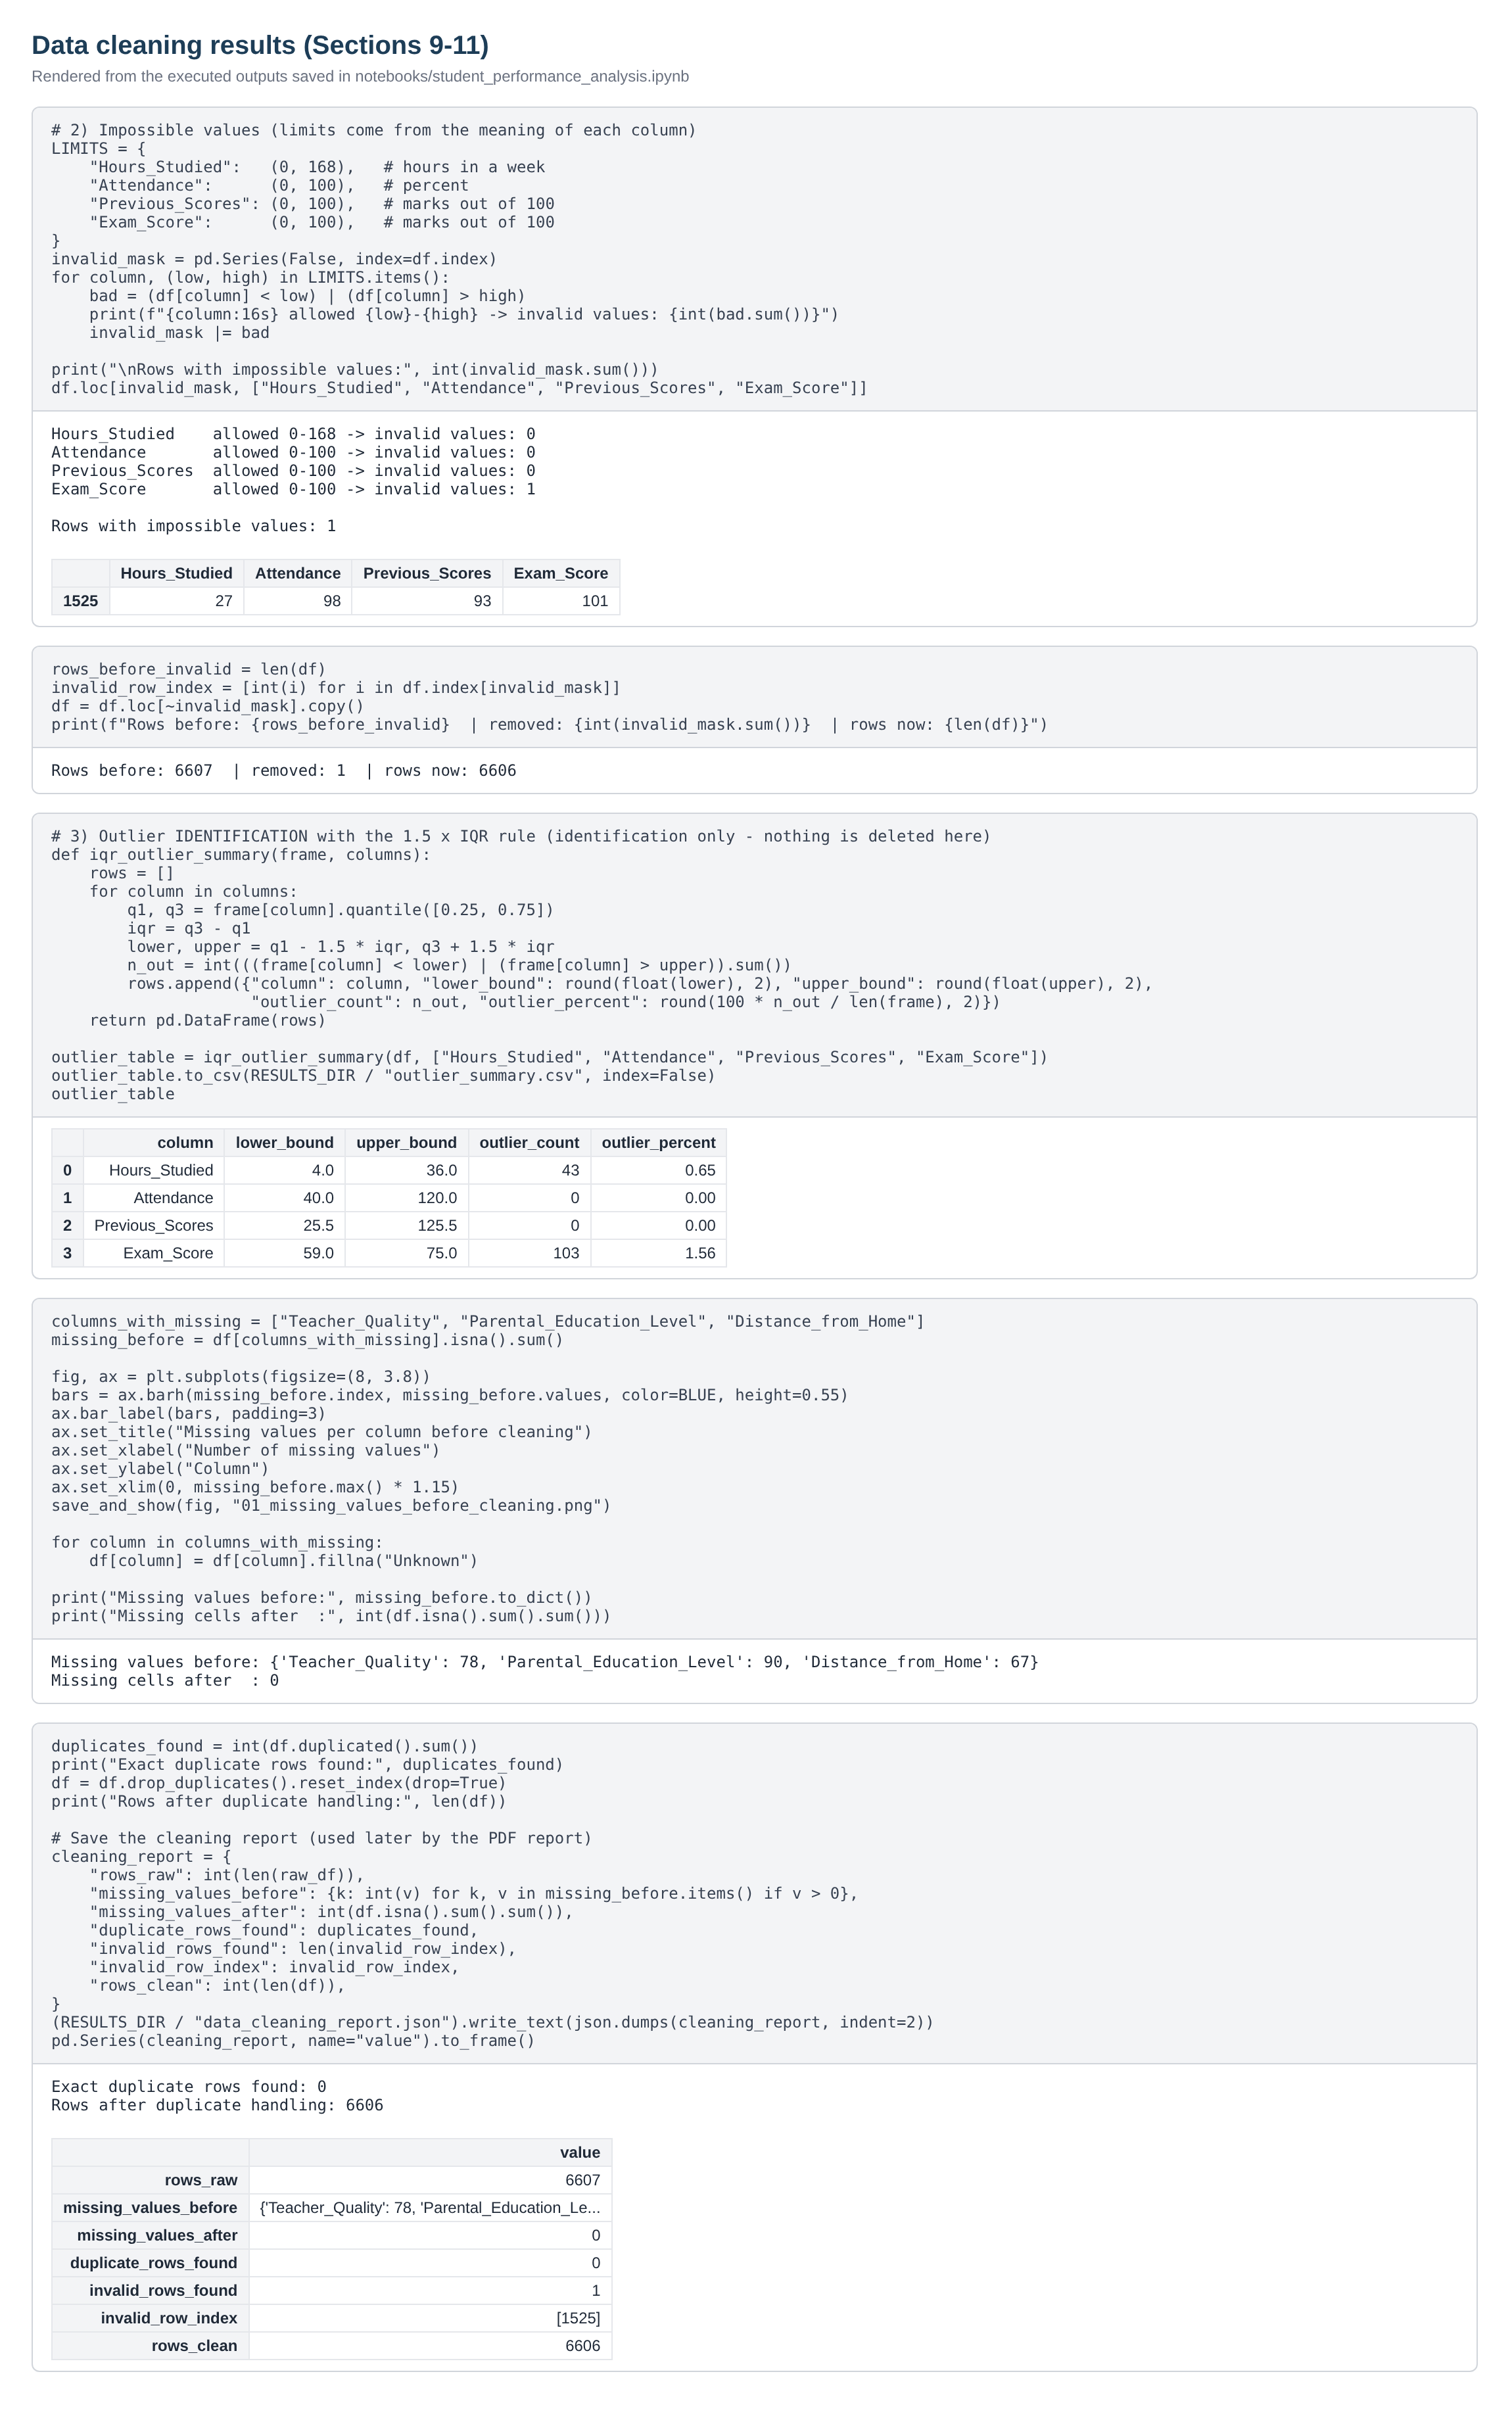 Data cleaning results (Sections 9-11)
Rendered from the executed outputs saved in notebooks/student_performance_analysis.ipynb
# 2) Impossible values (limits come from the meaning of each column)
LIMITS = {
    "Hours_Studied":   (0, 168),   # hours in a week
    "Attendance":      (0, 100),   # percent
    "Previous_Scores": (0, 100),   # marks out of 100
    "Exam_Score":      (0, 100),   # marks out of 100
}
invalid_mask = pd.Series(False, index=df.index)
for column, (low, high) in LIMITS.items():
    bad = (df[column] < low) | (df[column] > high)
    print(f"{column:16s} allowed {low}-{high} -> invalid values: {int(bad.sum())}")
    invalid_mask |= bad

print("\nRows with impossible values:", int(invalid_mask.sum()))
df.loc[invalid_mask, ["Hours_Studied", "Attendance", "Previous_Scores", "Exam_Score"]]
Hours_Studied    allowed 0-168 -> invalid values: 0
Attendance       allowed 0-100 -> invalid values: 0
Previous_Scores  allowed 0-100 -> invalid values: 0
Exam_Score       allowed 0-100 -> invalid values: 1

Rows with impossible values: 1
Hours_Studied Attendance Previous_Scores Exam_Score
1525 27 98 93 101
rows_before_invalid = len(df)
invalid_row_index = [int(i) for i in df.index[invalid_mask]]
df = df.loc[~invalid_mask].copy()
print(f"Rows before: {rows_before_invalid}  | removed: {int(invalid_mask.sum())}  | rows now: {len(df)}")
Rows before: 6607  | removed: 1  | rows now: 6606
# 3) Outlier IDENTIFICATION with the 1.5 x IQR rule (identification only - nothing is deleted here)
def iqr_outlier_summary(frame, columns):
    rows = []
    for column in columns:
        q1, q3 = frame[column].quantile([0.25, 0.75])
        iqr = q3 - q1
        lower, upper = q1 - 1.5 * iqr, q3 + 1.5 * iqr
        n_out = int(((frame[column] < lower) | (frame[column] > upper)).sum())
        rows.append({"column": column, "lower_bound": round(float(lower), 2), "upper_bound": round(float(upper), 2),
                     "outlier_count": n_out, "outlier_percent": round(100 * n_out / len(frame), 2)})
    return pd.DataFrame(rows)

outlier_table = iqr_outlier_summary(df, ["Hours_Studied", "Attendance", "Previous_Scores", "Exam_Score"])
outlier_table.to_csv(RESULTS_DIR / "outlier_summary.csv", index=False)
outlier_table
column lower_bound upper_bound outlier_count outlier_percent
0 Hours_Studied 4.0 36.0 43 0.65
1 Attendance 40.0 120.0 0 0.00
2 Previous_Scores 25.5 125.5 0 0.00
3 Exam_Score 59.0 75.0 103 1.56
columns_with_missing = ["Teacher_Quality", "Parental_Education_Level", "Distance_from_Home"]
missing_before = df[columns_with_missing].isna().sum()

fig, ax = plt.subplots(figsize=(8, 3.8))
bars = ax.barh(missing_before.index, missing_before.values, color=BLUE, height=0.55)
ax.bar_label(bars, padding=3)
ax.set_title("Missing values per column before cleaning")
ax.set_xlabel("Number of missing values")
ax.set_ylabel("Column")
ax.set_xlim(0, missing_before.max() * 1.15)
save_and_show(fig, "01_missing_values_before_cleaning.png")

for column in columns_with_missing:
    df[column] = df[column].fillna("Unknown")

print("Missing values before:", missing_before.to_dict())
print("Missing cells after  :", int(df.isna().sum().sum()))
Missing values before: {'Teacher_Quality': 78, 'Parental_Education_Level': 90, 'Distance_from_Home': 67}
Missing cells after  : 0
duplicates_found = int(df.duplicated().sum())
print("Exact duplicate rows found:", duplicates_found)
df = df.drop_duplicates().reset_index(drop=True)
print("Rows after duplicate handling:", len(df))

# Save the cleaning report (used later by the PDF report)
cleaning_report = {
    "rows_raw": int(len(raw_df)),
    "missing_values_before": {k: int(v) for k, v in missing_before.items() if v > 0},
    "missing_values_after": int(df.isna().sum().sum()),
    "duplicate_rows_found": duplicates_found,
    "invalid_rows_found": len(invalid_row_index),
    "invalid_row_index": invalid_row_index,
    "rows_clean": int(len(df)),
}
(RESULTS_DIR / "data_cleaning_report.json").write_text(json.dumps(cleaning_report, indent=2))
pd.Series(cleaning_report, name="value").to_frame()
Exact duplicate rows found: 0
Rows after duplicate handling: 6606
value
rows_raw 6607
missing_values_before {'Teacher_Quality': 78, 'Parental_Education_Le...
missing_values_after 0
duplicate_rows_found 0
invalid_rows_found 1
invalid_row_index [1525]
rows_clean 6606